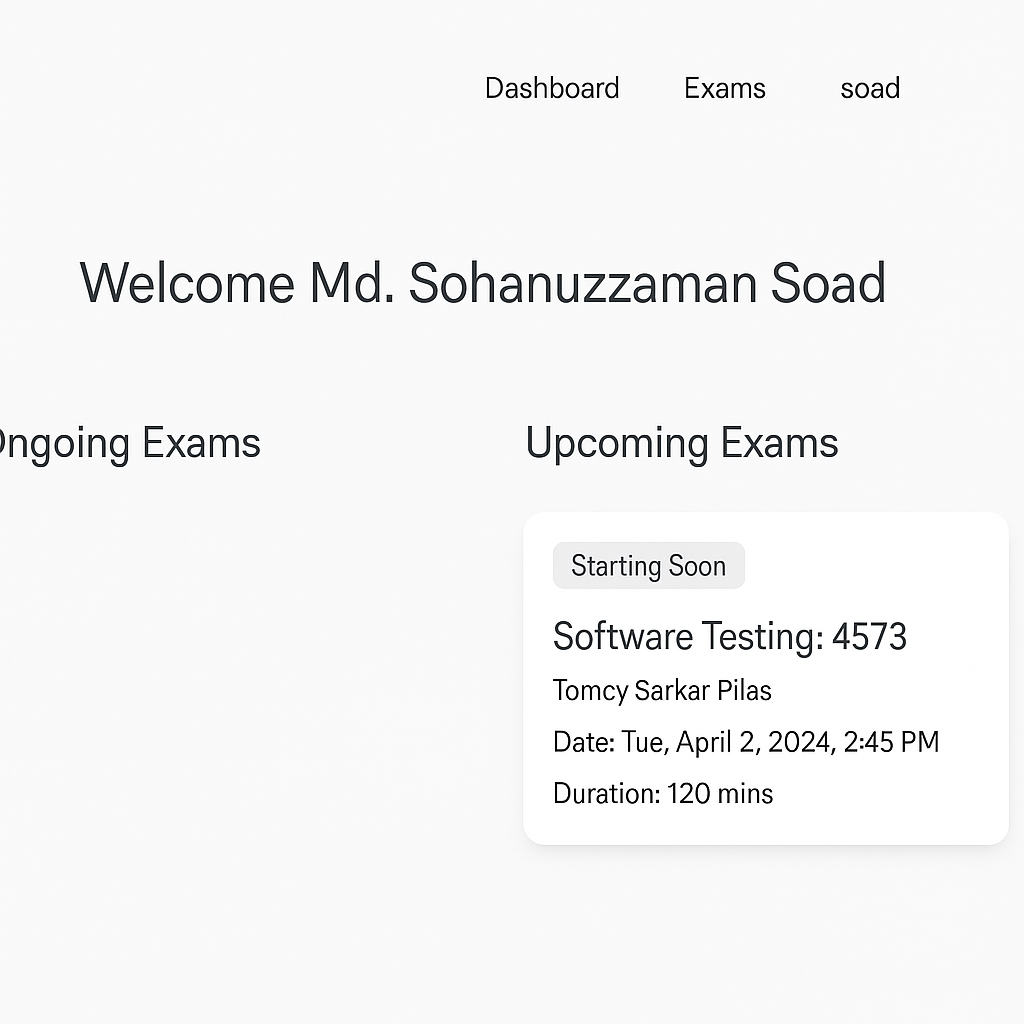 Dashboard Exams soad
Welcome Md. Sohanuzzaman Soad
Ongoing Exams
Upcoming Exams
Starting Soon
Software Testing: 4573
Tomcy Sarkar Pilas
Date: Tue, April 2, 2024, 2:45 PM
Duration: 120 mins